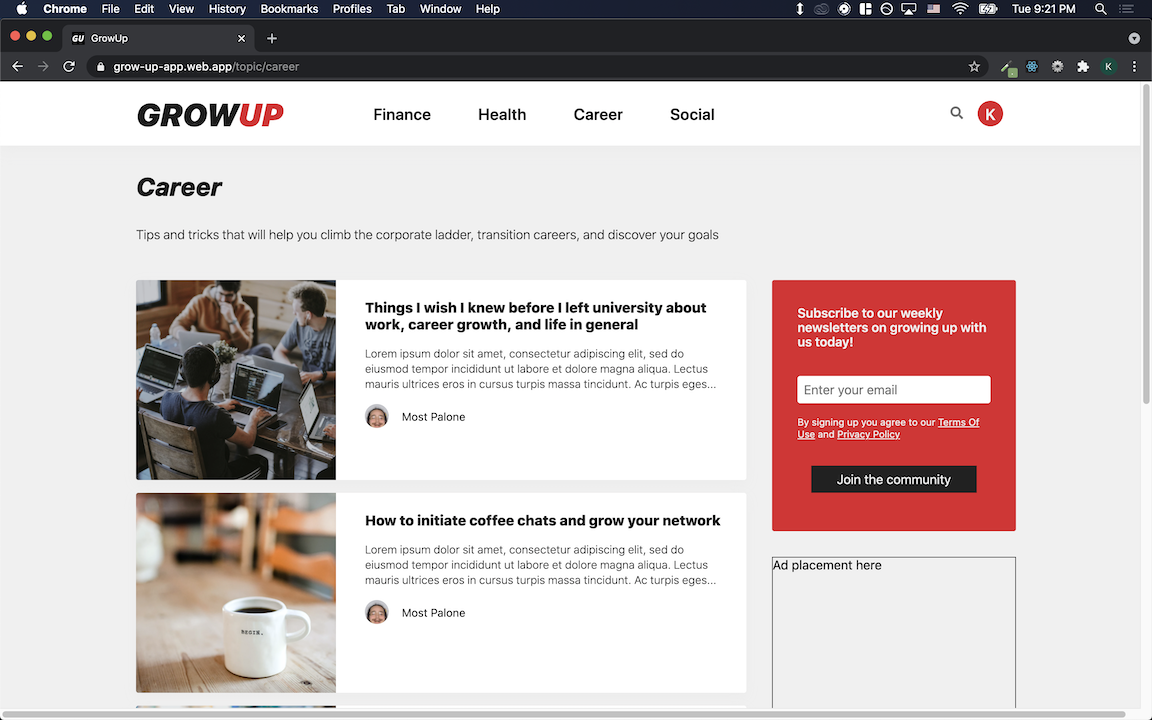 Chrome File Edit View History Bookmarks Profiles Tab Window Help Tue 9:21 PM
GU GrowUp
grow-up-app.web.app/topic/career K
GROWUP Finance Health Career Social K
Career
Tips and tricks that will help you climb the corporate ladder, transition careers, and discover your goals
Things I wish I knew before I left university about
work, career growth, and life in general
Lorem ipsum dolor sit amet, consectetur adipiscing elit, sed do
eiusmod tempor incididunt ut labore et dolore magna aliqua. Lectus
mauris ultrices eros in cursus turpis massa tincidunt. Ac turpis eges...
Most Palone
How to initiate coffee chats and grow your network
Lorem ipsum dolor sit amet, consectetur adipiscing elit, sed do
eiusmod tempor incididunt ut labore et dolore magna aliqua. Lectus
mauris ultrices eros in cursus turpis massa tincidunt. Ac turpis eges...
Most Palone
BEGIN.
Subscribe to our weekly
newsletters on growing up with
us today!
Enter your email
By signing up you agree to our Terms Of
Use and Privacy Policy
Join the community
Ad placement here